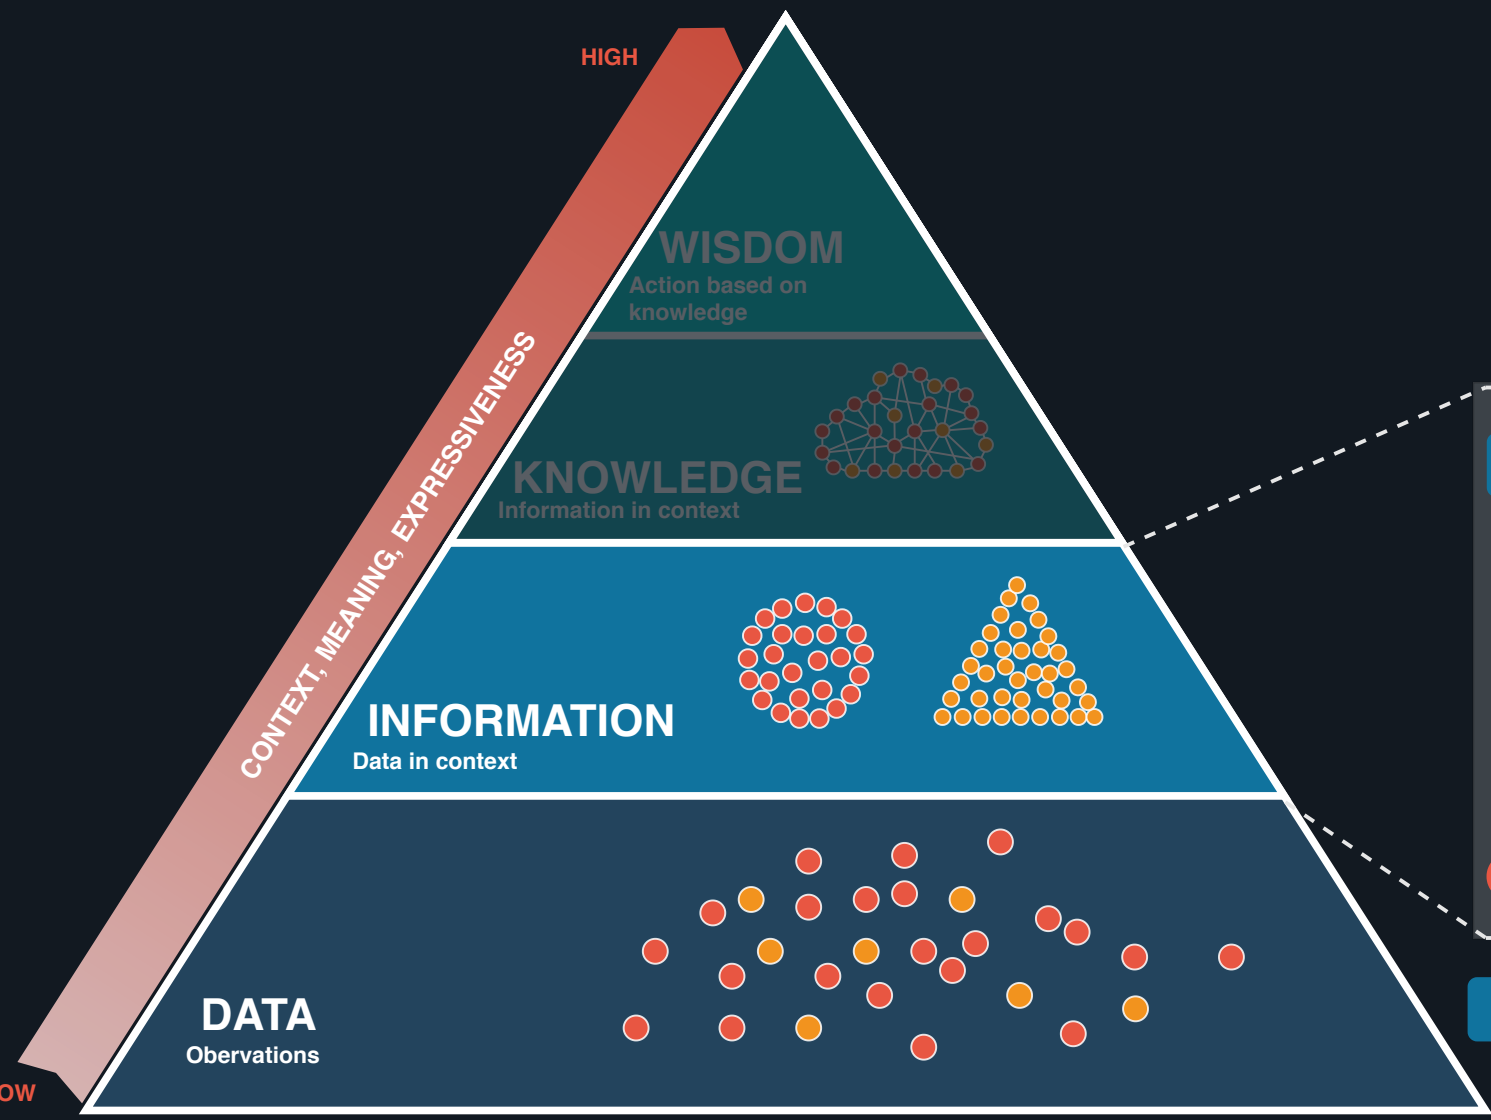 HIGH
WISDOM
Action based on
knowledge
CONTEXT, MEANING, EXPRESSIVENESS
KNOWLEDGE
Information in context
INFORMATION
Data in context
DATA
Obervations
OW